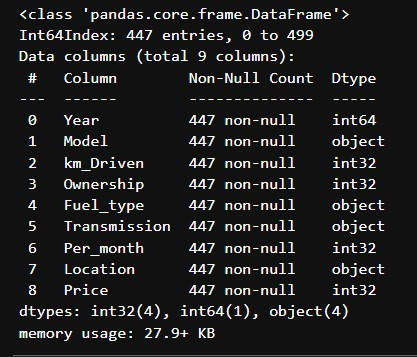 <class 'pandas.core.frame.DataFrame'>
Int64Index: 447 entries, 0 to 499
Data columns (total 9 columns):
 #   Column        Non-Null Count  Dtype
---  ------        --------------  -----
 0   Year          447 non-null    int64
 1   Model         447 non-null    object
 2   km_Driven     447 non-null    int32
 3   Ownership     447 non-null    int32
 4   Fuel_type     447 non-null    object
 5   Transmission  447 non-null    object
 6   Per_month     447 non-null    int32
 7   Location      447 non-null    object
 8   Price         447 non-null    int32
dtypes: int32(4), int64(1), object(4)
memory usage: 27.9+ KB